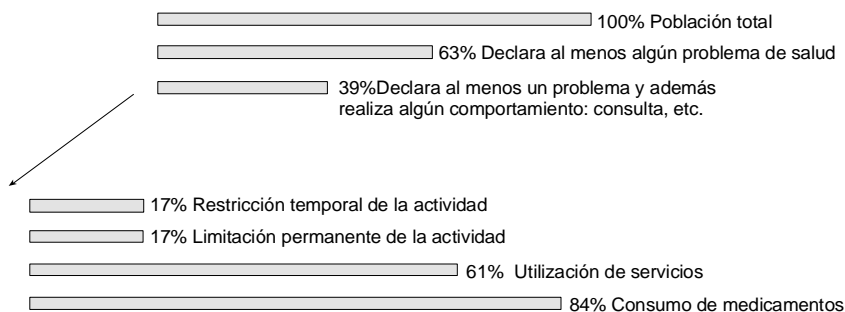 100% Población total
63% Declara al menos algún problema de salud
39%Declara al menos un problema y además
realiza algún comportamiento: consulta, etc.
17% Restricción temporal de la actividad
17% Limitación permanente de la actividad
61% Utilización de servicios
84% Consumo de medicamentos